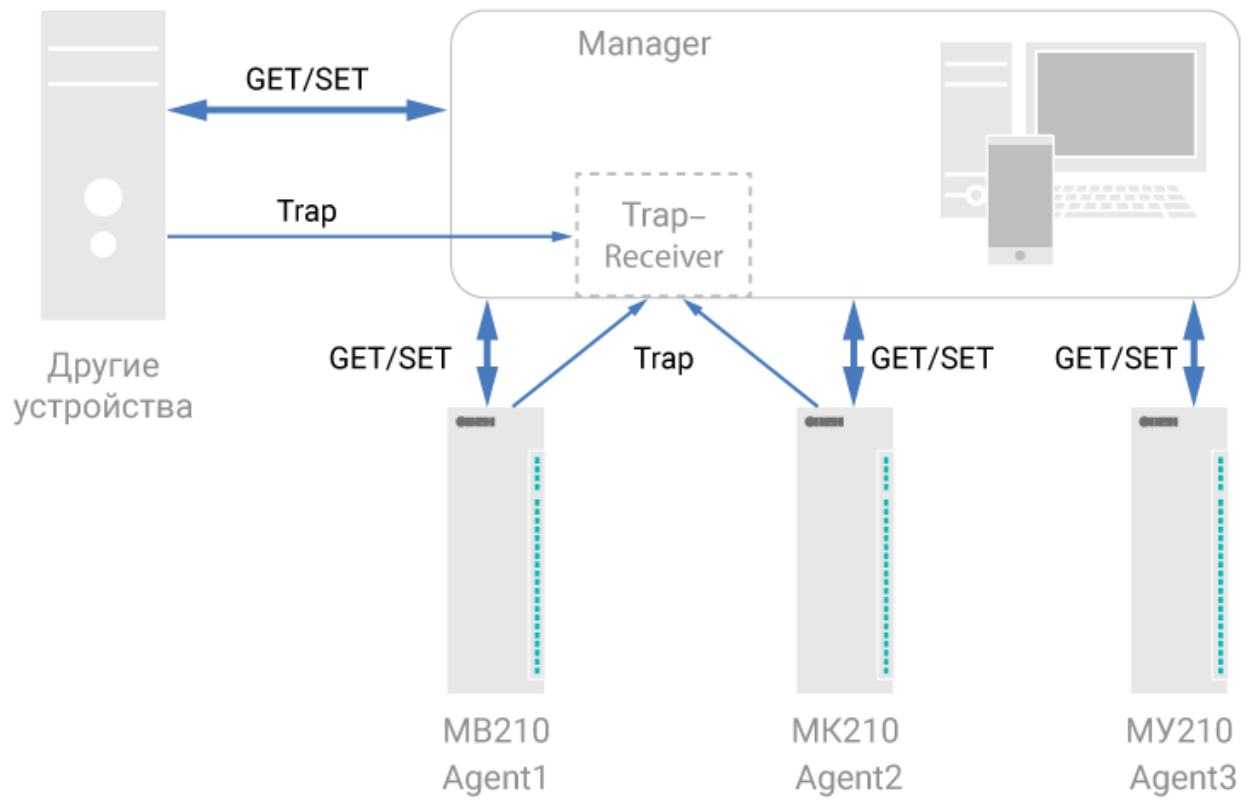 Manager
GET/SET
Trap
Trap–
Receiver
Другие
устройства
GET/SET
Trap
GET/SET
GET/SET
МВ210
Agent1
МК210
Agent2
МУ210
Agent3